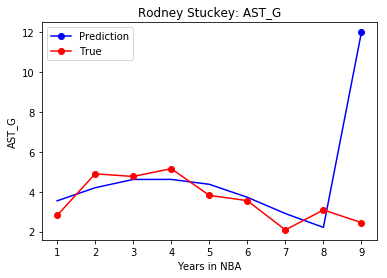 Rodney Stuckey: AST_G
Prediction
True
AST_G
12
10
8
6
4
2
1 2 3 4 5 6 7 8 9
Years in NBA